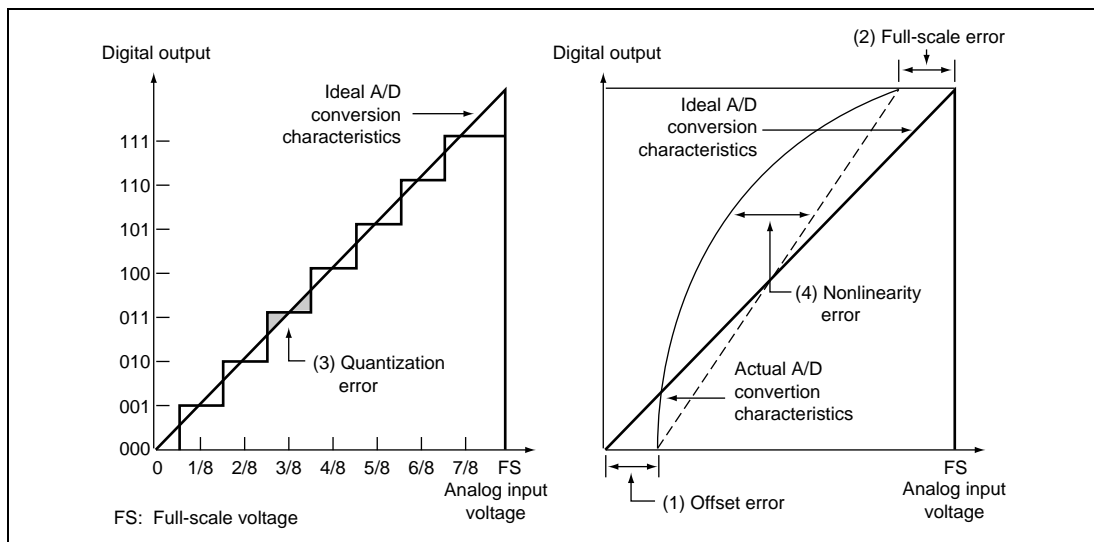 Digital output
Ideal A/D
conversion
characteristics
111
110
101
100
011
010
001
000
(3) Quantization
error
0
1/8
2/8
3/8
4/8
5/8
6/8
7/8
FS
Analog input
voltage
FS: Full-scale voltage
(2) Full-scale error
Digital output
Ideal A/D
conversion
characteristics
(4) Nonlinearity
error
Actual A/D
convertion
characteristics
FS
Analog input
voltage
(1) Offset error